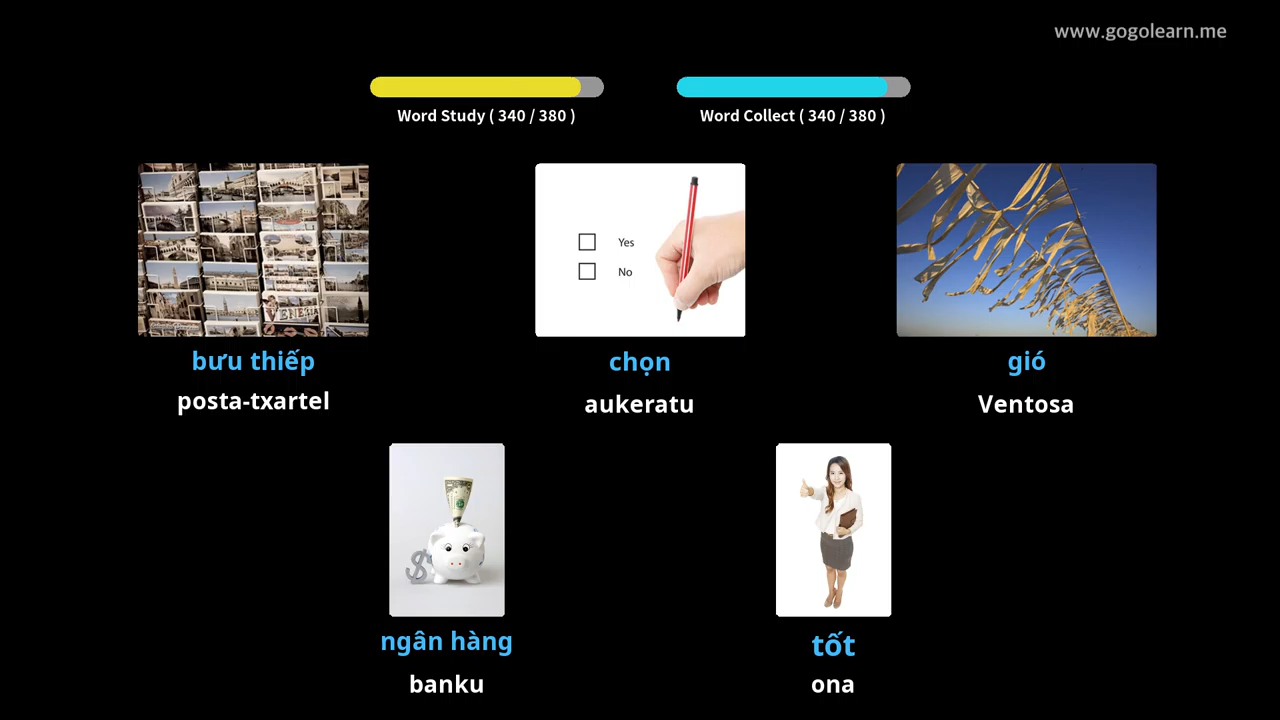 www.gogolearn.me
Word Study ( 340 / 380 )
Word Collect ( 340 / 380 )
Yes
No
bưu thiếp
posta-txartel
chọn
aukeratu
gió
Ventosa
ngân hàng
banku
tốt
ona